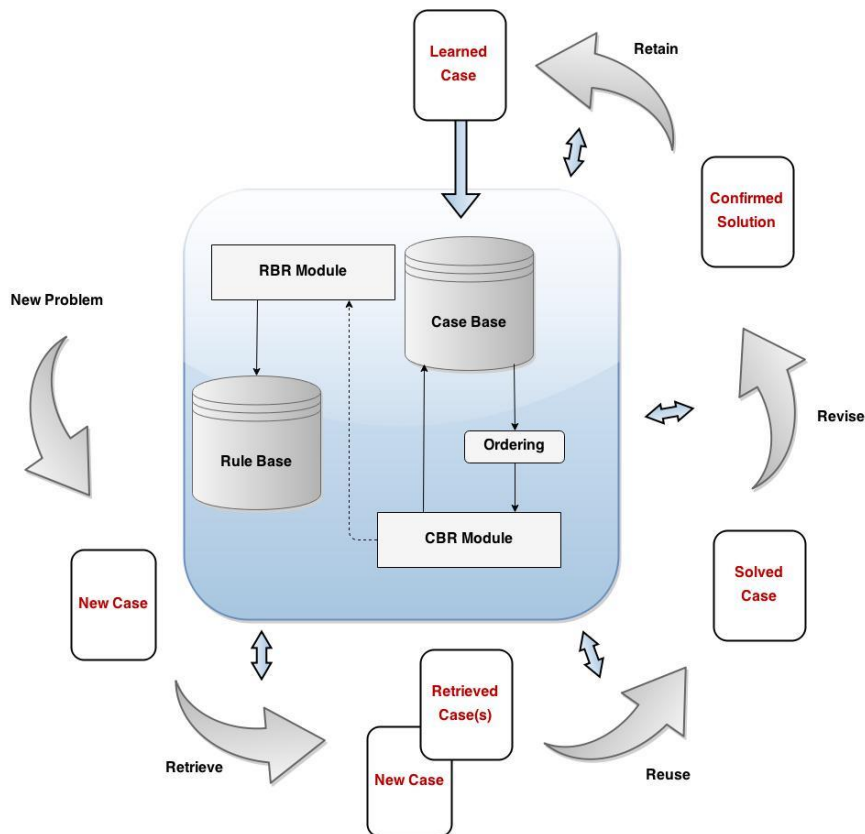 Learned
Case
Retain
Confirmed
Solution
RBR Module
Case Base
New Problem
Revise
Ordering
Rule Base
CBR Module
New Case
Solved
Case
Retrieved
Case(s)
Retrieve
New Case
Reuse